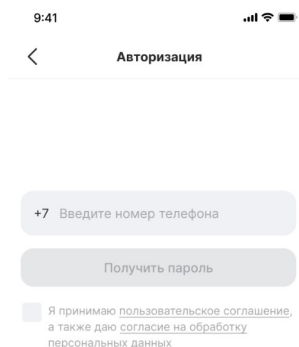 9:41
Авторизация
+7 Введите номер телефона
Получить пароль
Я принимаю пользовательское соглашение,
а также даю согласие на обработку
персональных данных